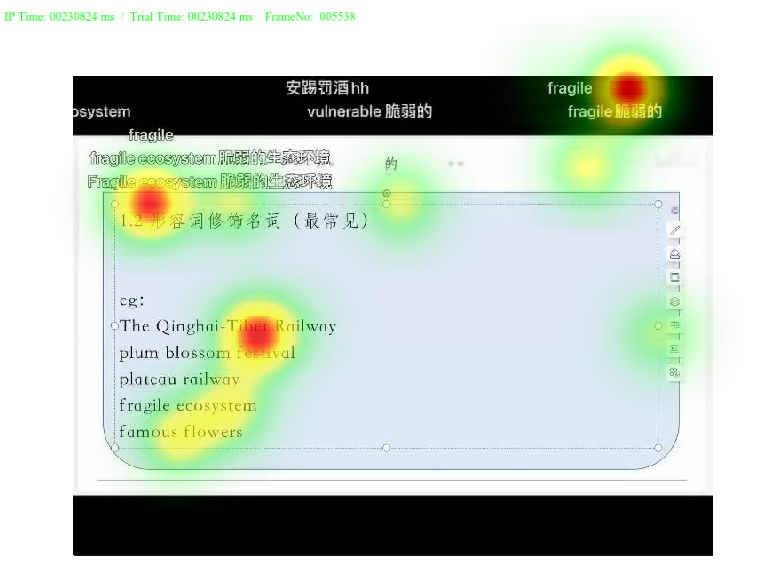 IP Time: 00230824 ms / Trial Time: 00230824 ms FrameNo: 005538
安踢罚酒hh
fragile
osystem
vulnerable 脆弱的
fragile 脆弱的
fragile
fragile ecosystem 脆弱的生态环境
的
Fragile ecosystem 脆弱的生态环境
1.2 形容词修饰名词（最常见）
eg:
The Qinghai-Tibet Railway
plum blossom festival
plateau railway
fragile ecosystem
famous flowers